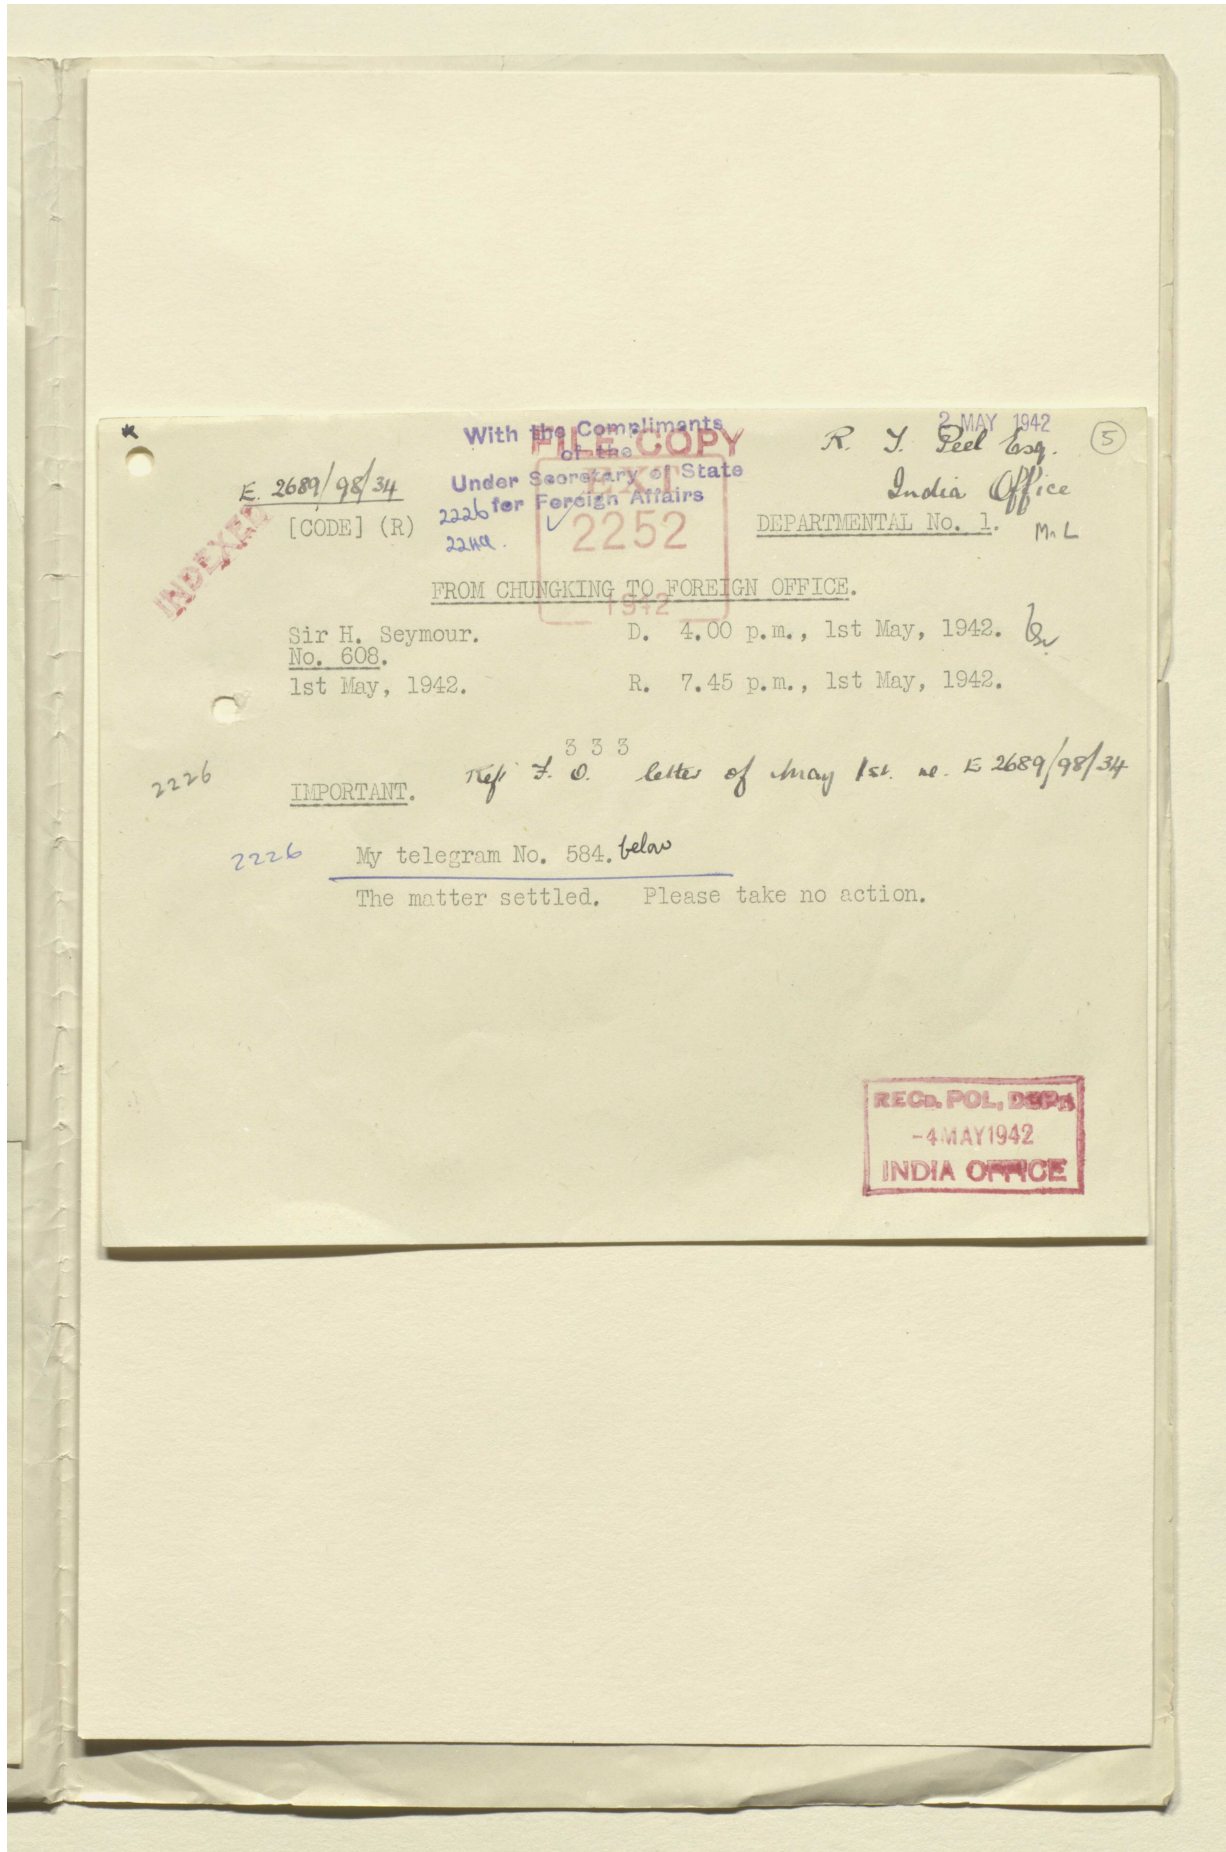 2 MAY 1942
With the Compliments
of the
Under Secretary of State
for Foreign Affairs
FILE COPY
EXT
2252
1942
R. T. Peel Esq.
India Office
5
E. 2689/98/34
INDEXED
[CODE] (R)
2226
DEPARTMENTAL No. 1.
FROM CHUNGKING TO FOREIGN OFFICE.
Sir H. Seymour.
D. 4.00 p.m., 1st May, 1942.
No. 608.
1st May, 1942.
R. 7.45 p.m., 1st May, 1942.
3 3 3
2226
Ref F. O. letter of May 1st. no. E 2689/98/34
IMPORTANT.
2226
My telegram No. 584. below
The matter settled. Please take no action.
RECD. POL. DEPT.
-4 MAY 1942
INDIA OFFICE